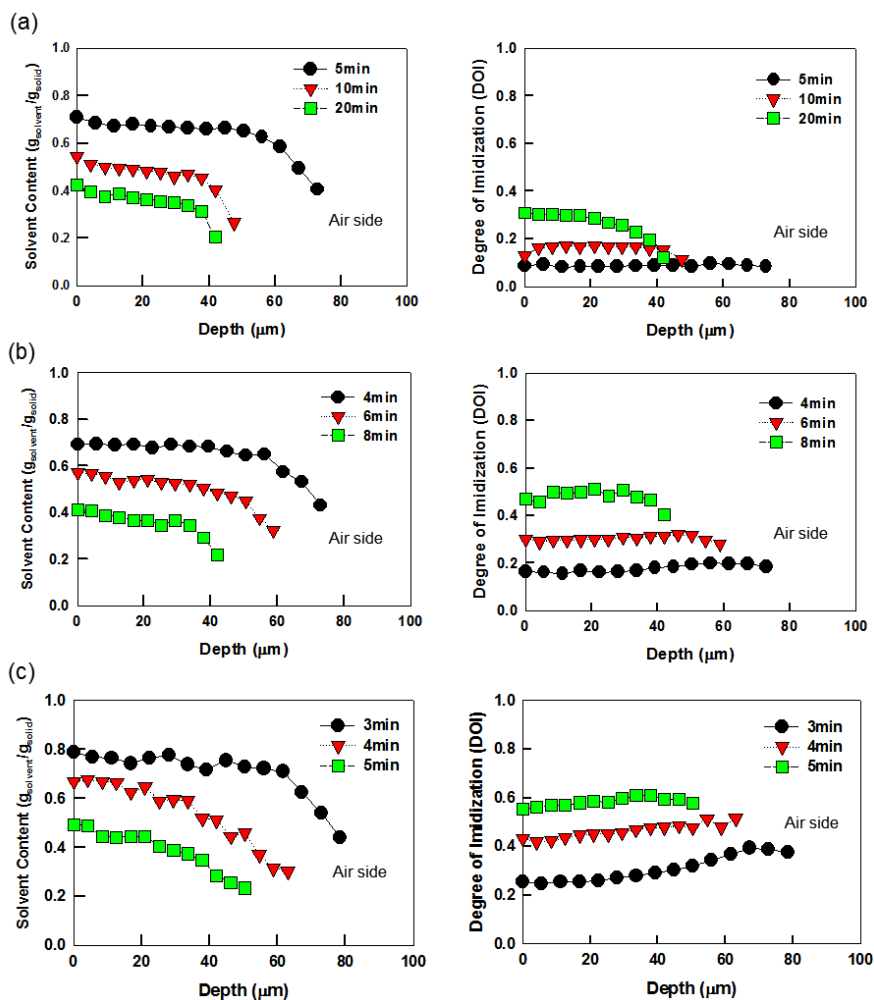 (a)
1.0
0.8
0.6
0.4
0.2
0.0
Solvent Content (gsolvent/gsolid)
5min
10min
20min
Air side
0
20
40
60
80
100
Depth (μm)
1.0
0.8
0.6
0.4
0.2
0.0
Degree of Imidization (DOI)
5min
10min
20min
Air side
0
20
40
60
80
100
Depth (μm)
(b)
1.0
0.8
0.6
0.4
0.2
0.0
Solvent Content (gsolvent/gsolid)
4min
6min
8min
Air side
0
20
40
60
80
100
Depth (μm)
1.0
0.8
0.6
0.4
0.2
0.0
Degree of Imidization (DOI)
4min
6min
8min
Air side
0
20
40
60
80
100
Depth (μm)
(c)
1.0
0.8
0.6
0.4
0.2
0.0
Solvent Content (gsolvent/gsolid)
3min
4min
5min
Air side
0
20
40
60
80
100
Depth (μm)
1.0
0.8
0.6
0.4
0.2
0.0
Degree of Imidization (DOI)
3min
4min
5min
Air side
0
20
40
60
80
100
Depth (μm)